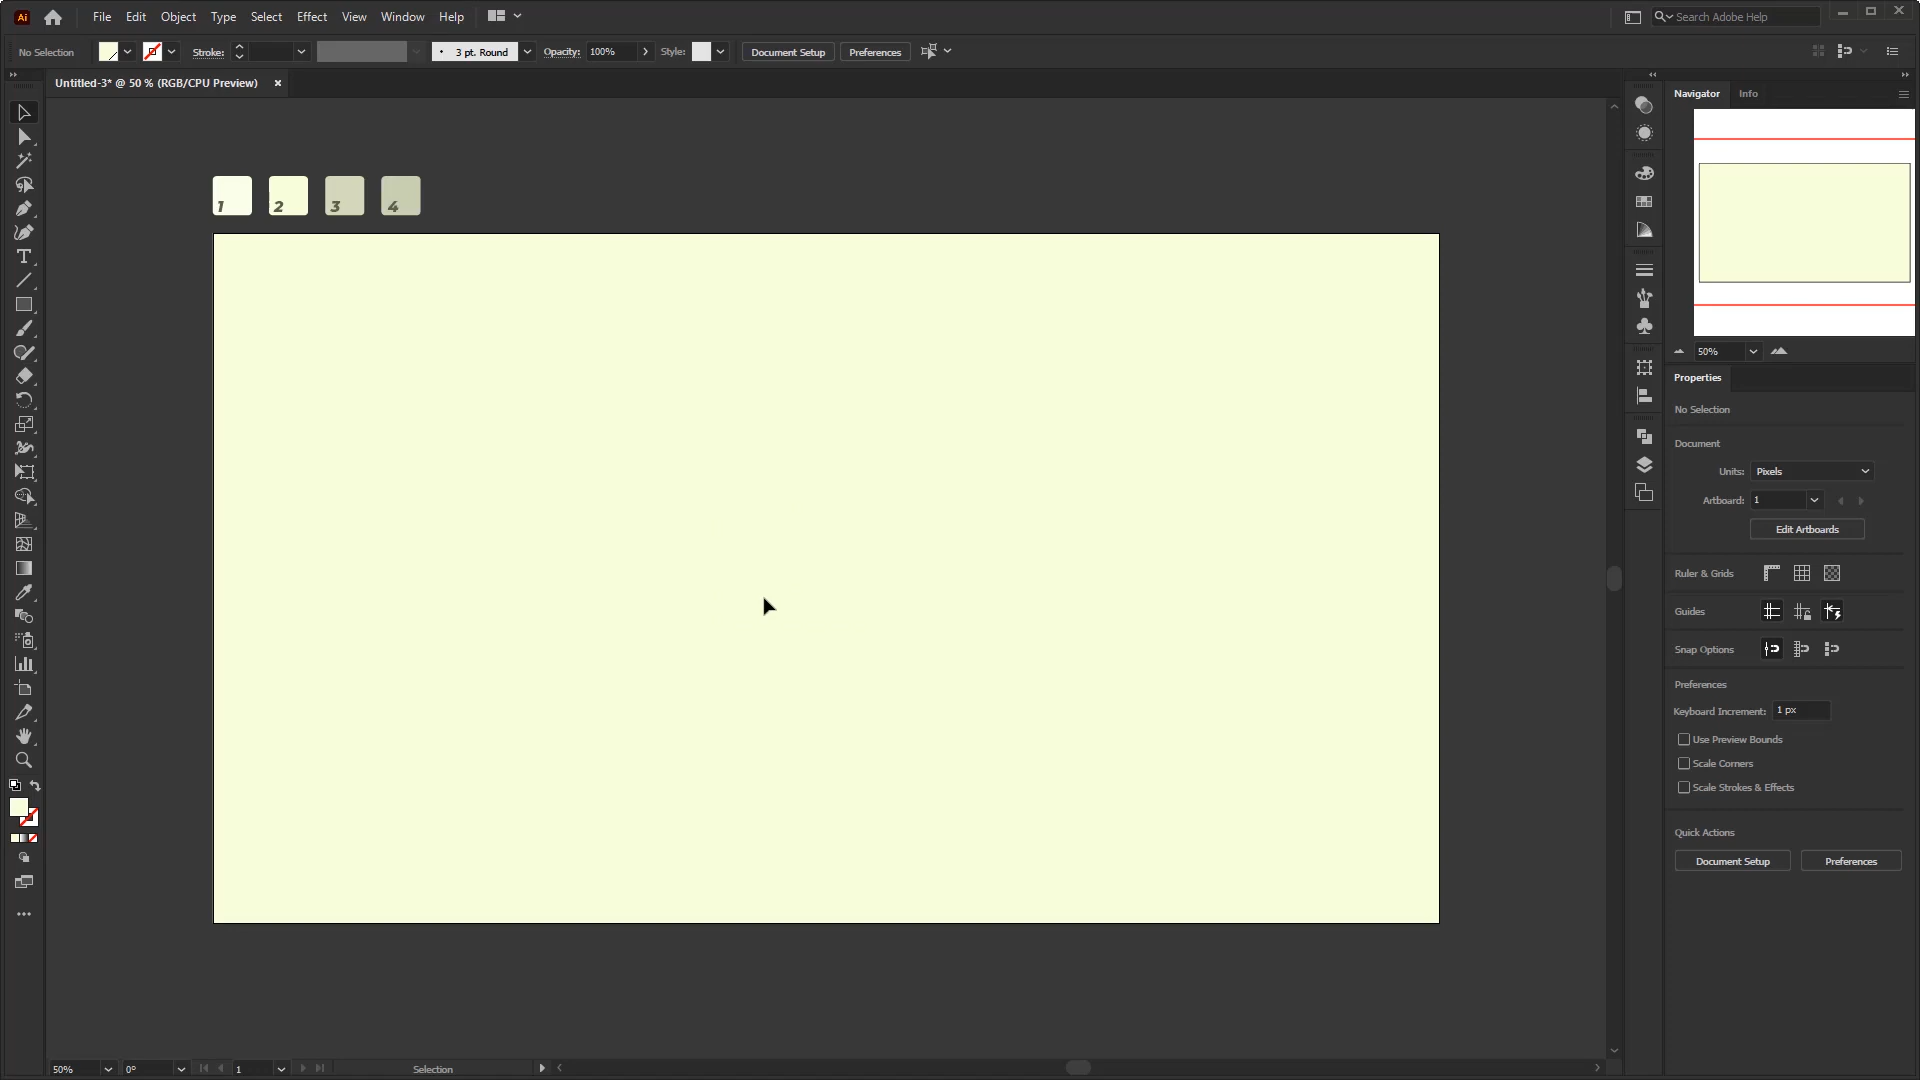 Ai File Edit Object Type Select Effect View Window Help Search Adobe Help
No Selection Stroke: 3 pt. Round Opacity: 100% Style: Document Setup Preferences
Untitled-3* @ 50 % (RGB/CPU Preview) ×
1 2 3 4
T
Navigator Info
50%
Properties
No Selection
Document
Units: Pixels
Artboard: 1
Edit Artboards
Ruler & Grids
Guides
Snap Options
Preferences
Keyboard Increment: 1 px
Use Preview Bounds
Scale Corners
Scale Strokes & Effects
Quick Actions
Document Setup Preferences
50% 0° 1 Selection